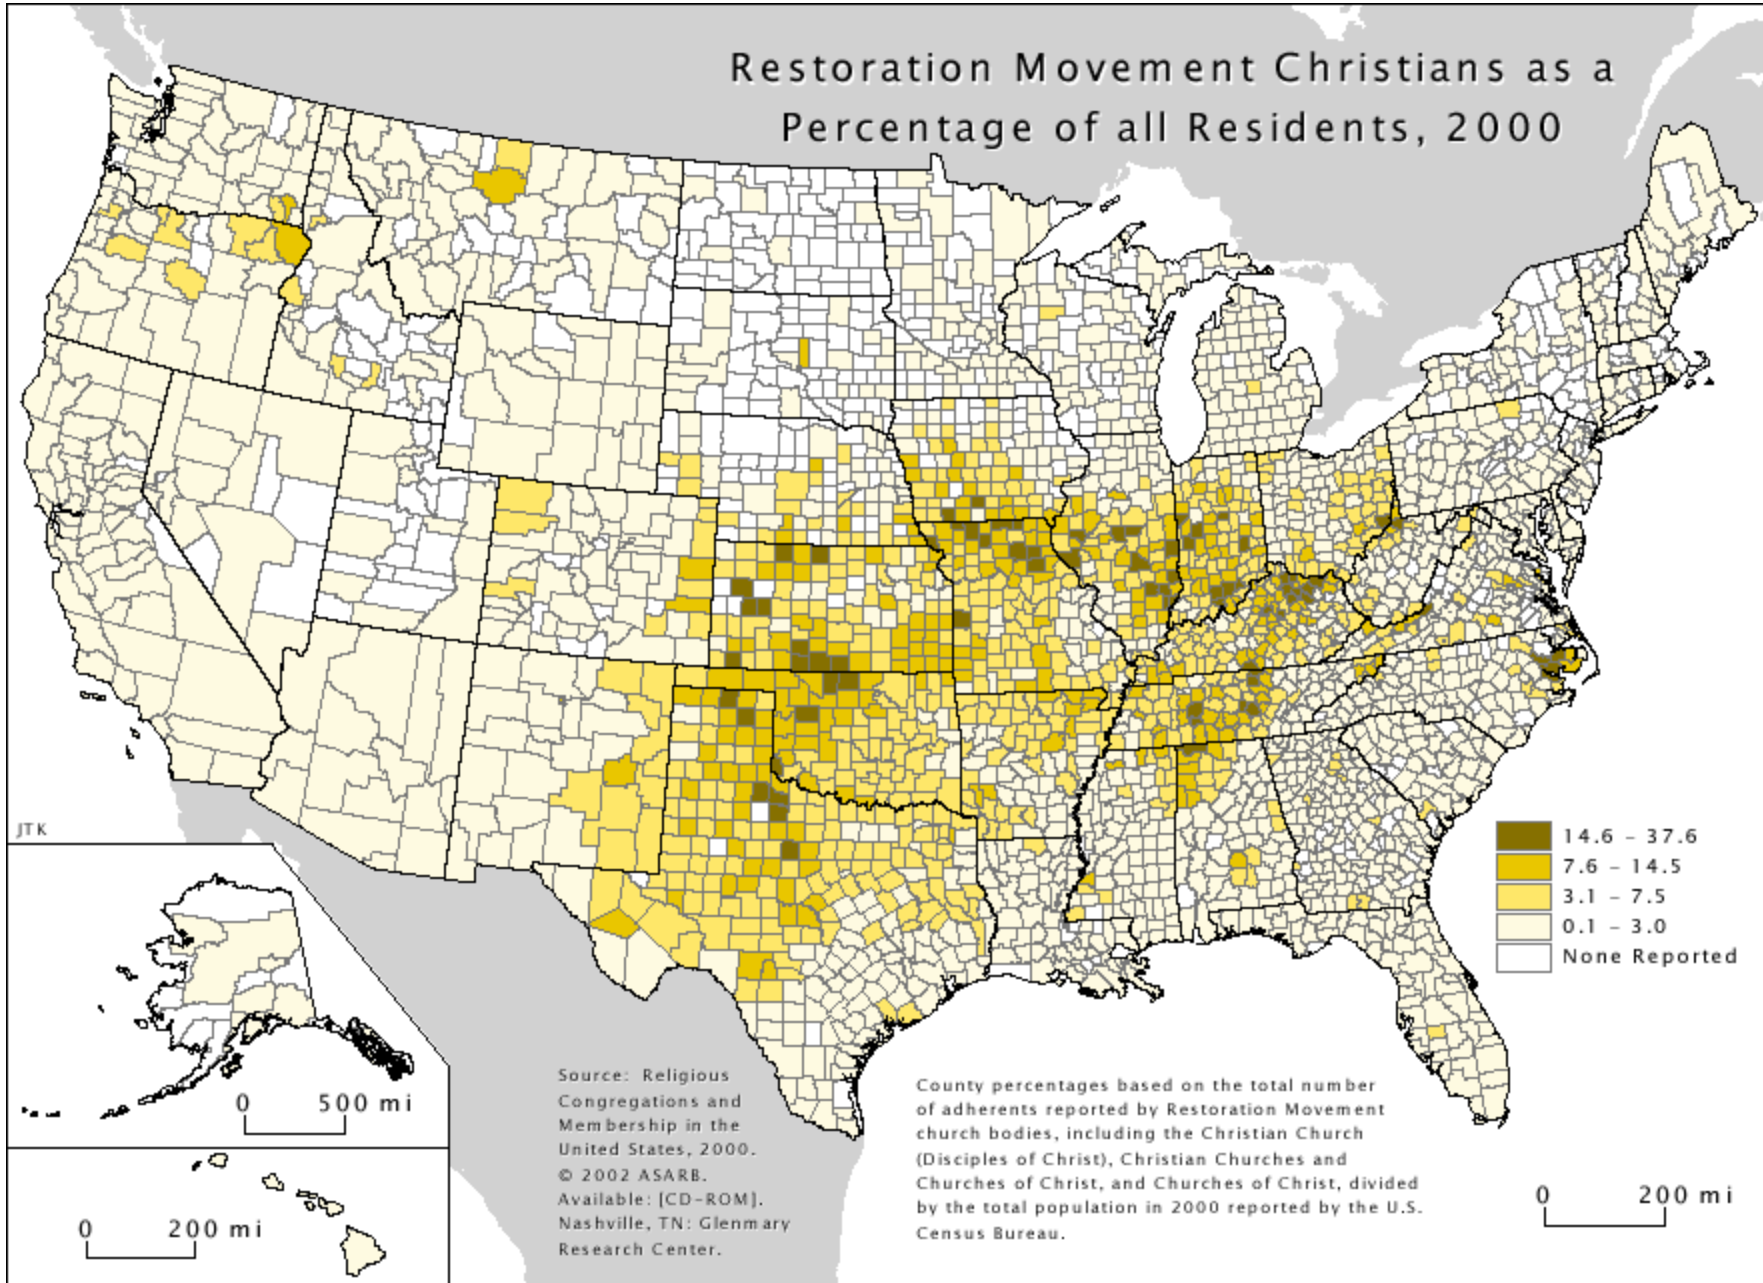 Restoration Movement Christians as a
Percentage of all Residents, 2000
JTK
14.6 – 37.6
7.6 – 14.5
3.1 – 7.5
0.1 – 3.0
None Reported
0 500 mi
0 200 mi
Source: Religious
Congregations and
Membership in the
United States, 2000.
© 2002 ASARB.
Available: [CD-ROM].
Nashville, TN: Glenmary
Research Center.
County percentages based on the total number
of adherents reported by Restoration Movement
church bodies, including the Christian Church
(Disciples of Christ), Christian Churches and
Churches of Christ, and Churches of Christ, divided
by the total population in 2000 reported by the U.S.
Census Bureau.
0 200 mi